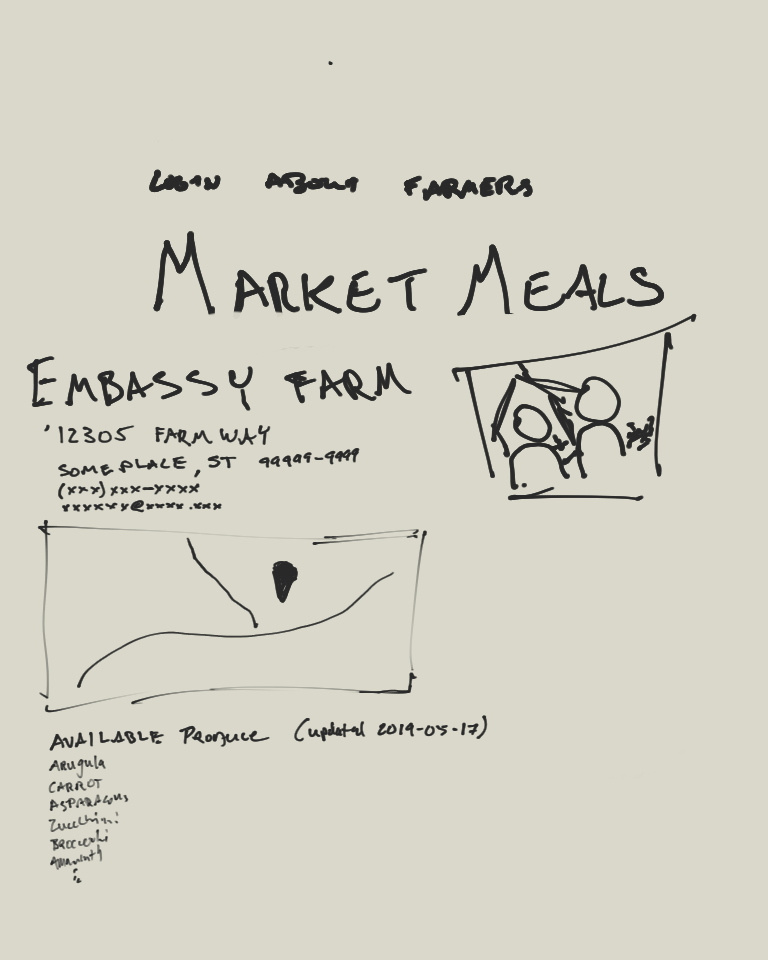 LOGIN ABOUT FARMERS
MARKET MEALS
EMBASSY FARM
12305 FARM WAY
SOMEPLACE, ST 99999-9999
(xxx) xxx-xxxx
xxxxxx@xxxx.xxx
AVAILABLE Produce (updated 2019-05-17)
Arugula
CARROT
ASPARAGUS
Zucchini
Broccoli
Amaranth